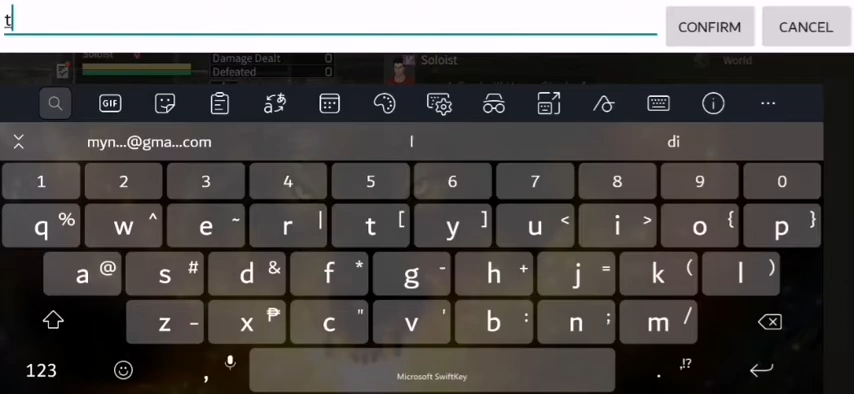 t
CONFIRM CANCEL
Soloist
Damage Dealt 0
Defeated 0
Soloist
World
GIF
myn...@gma...com l di
1 2 3 4 5 6 7 8 9 0
q % w ^ e ~ r | t [ y ] u < i > o { p }
a @ s # d & f * g - h + j = k ( l )
z _ x ₱ c " v ' b : n ; m /
123 , Microsoft SwiftKey . ,!?